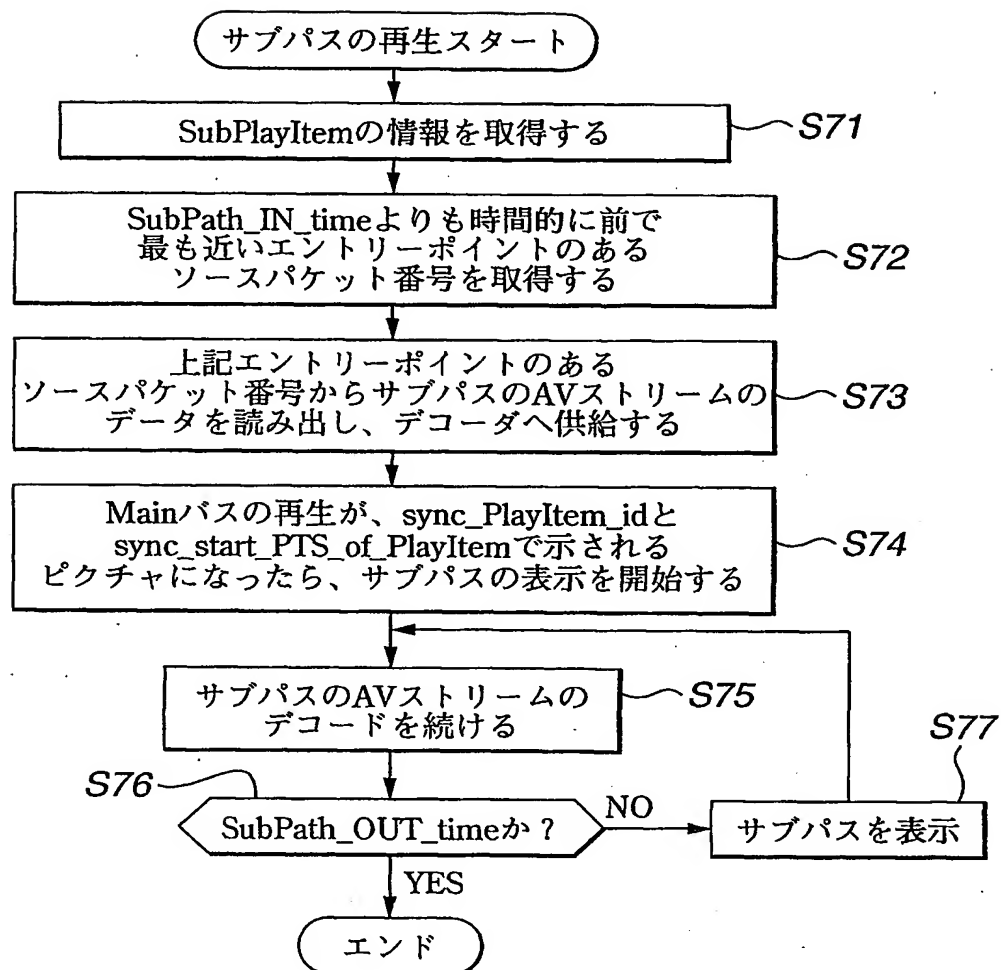 サブパスの再生スタート
SubPlayItemの情報を取得する
S71
SubPath_IN_timeよりも時間的に前で
最も近いエントリーポイントのある
ソースパケット番号を取得する
S72
上記エントリーポイントのある
ソースパケット番号からサブパスのAVストリームの
データを読み出し、デコーダへ供給する
S73
Mainパスの再生が、sync_PlayItem_idと
sync_start_PTS_of_PlayItemで示される
ピクチャになったら、サブパスの表示を開始する
S74
サブパスのAVストリームの
デコードを続ける
S75
S76
SubPath_OUT_timeか?
NO
サブパスを表示
S77
YES
エンド